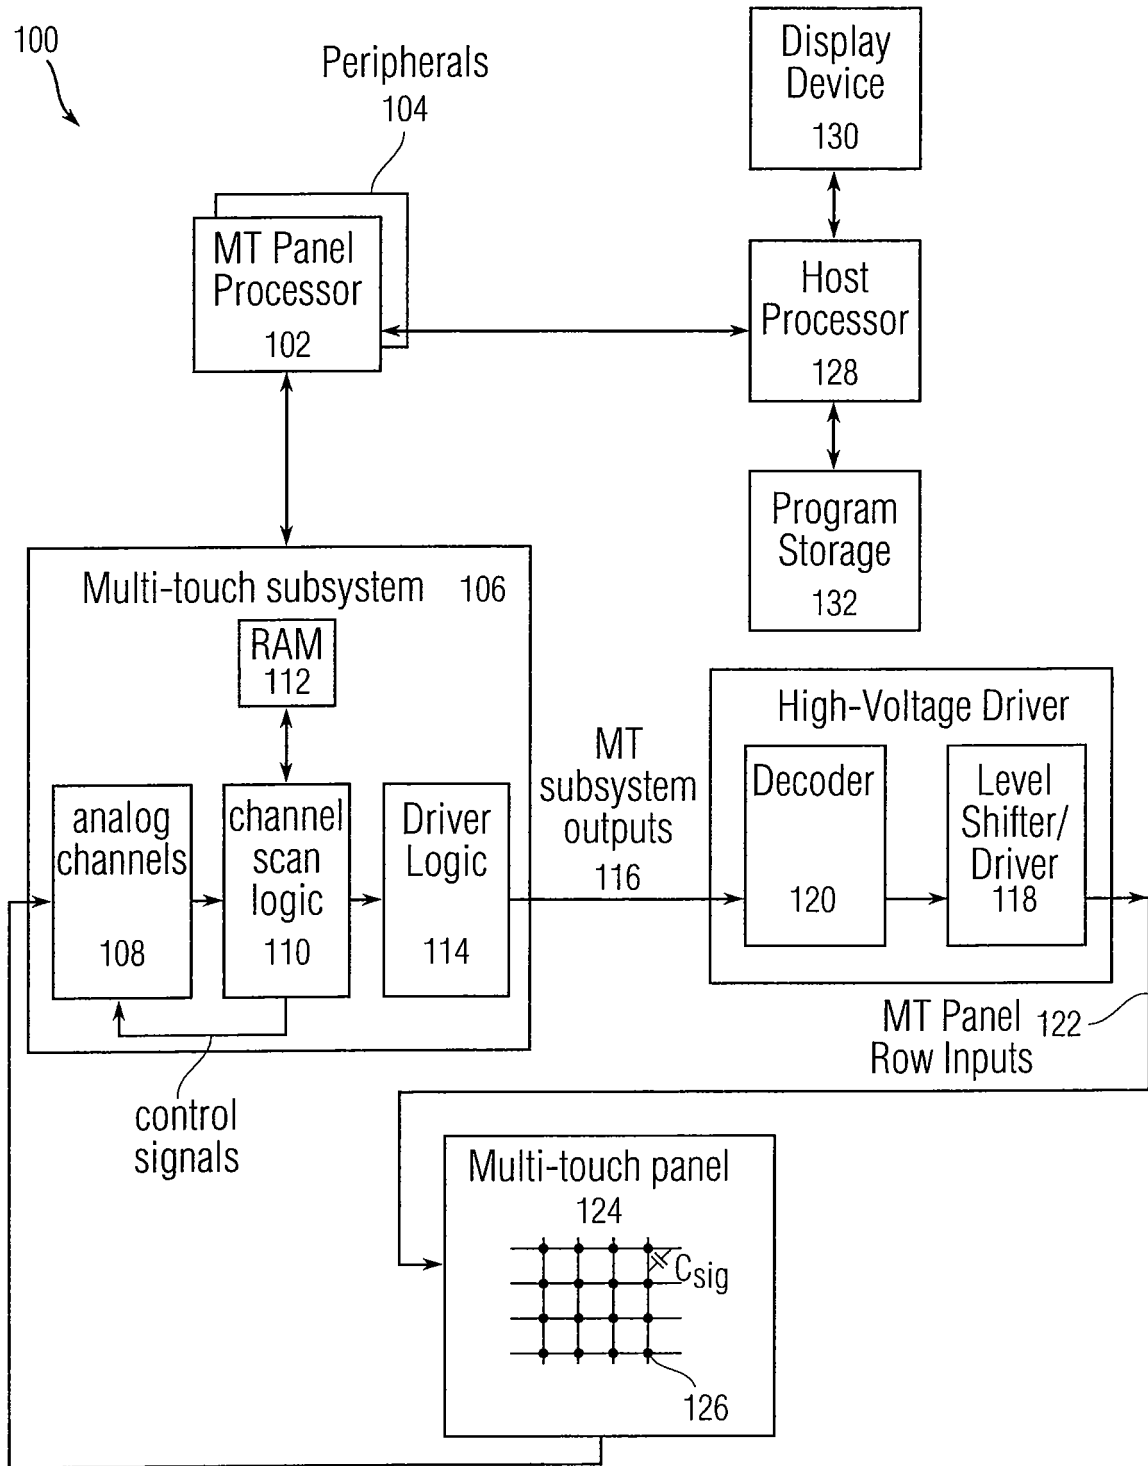 100
Peripherals
104
Display
Device
130
MT Panel
Processor
102
Host
Processor
128
Program
Storage
132
Multi-touch subsystem 106
RAM
112
analog
channels
108
channel
scan
logic
110
Driver
Logic
114
control
signals
MT
subsystem
outputs
116
High-Voltage Driver
Decoder
120
Level
Shifter/
Driver
118
MT Panel 122
Row Inputs
Multi-touch panel
124
Csig
126